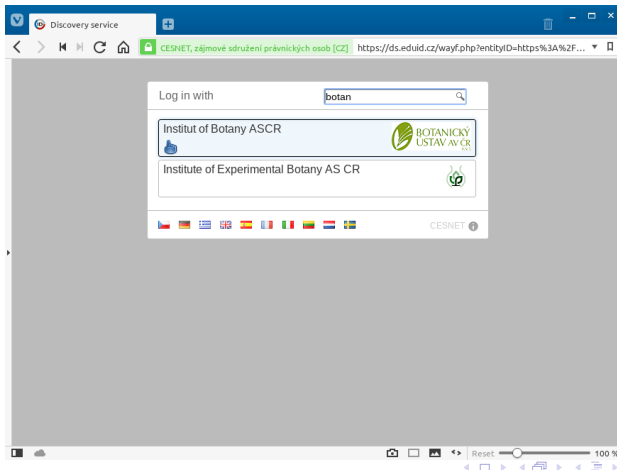 Discovery service
CESNET, zájmové sdružení právnických osob [CZ] https://ds.eduid.cz/wayf.php?entityID=https%3A%2F...
Log in with
botan
Institut of Botany ASCR
BOTANICKÝ
ÚSTAV AV ČR
Institute of Experimental Botany AS CR
CESNET
Reset
100 %